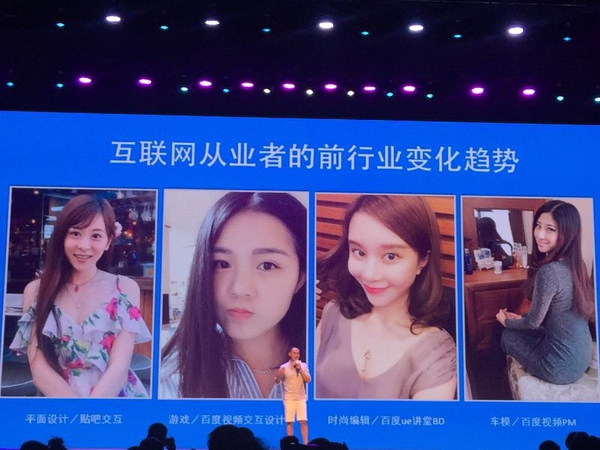 互联网从业者的前行业变化趋势
平面设计／贴吧交互
游戏／百度视频交互设计
时尚编辑／百度ue讲堂BD
车模／百度视频PM